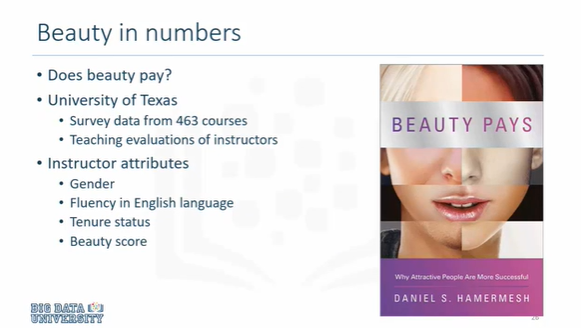 Beauty in numbers
• Does beauty pay?
• University of Texas
• Survey data from 463 courses
• Teaching evaluations of instructors
• Instructor attributes
• Gender
• Fluency in English language
• Tenure status
• Beauty score
BEAUTY PAYS
Why Attractive People Are More Successful
DANIEL S. HAMERMESH
BIG DATA
UNIVERSITY